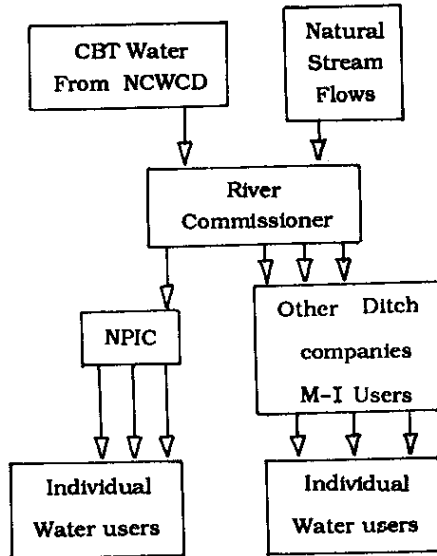 CBT Water
From NCWCD
Natural
Stream
Flows
River
Commissioner
NPIC
Other Ditch
companies
M-I Users
Individual
Water users
Individual
Water users